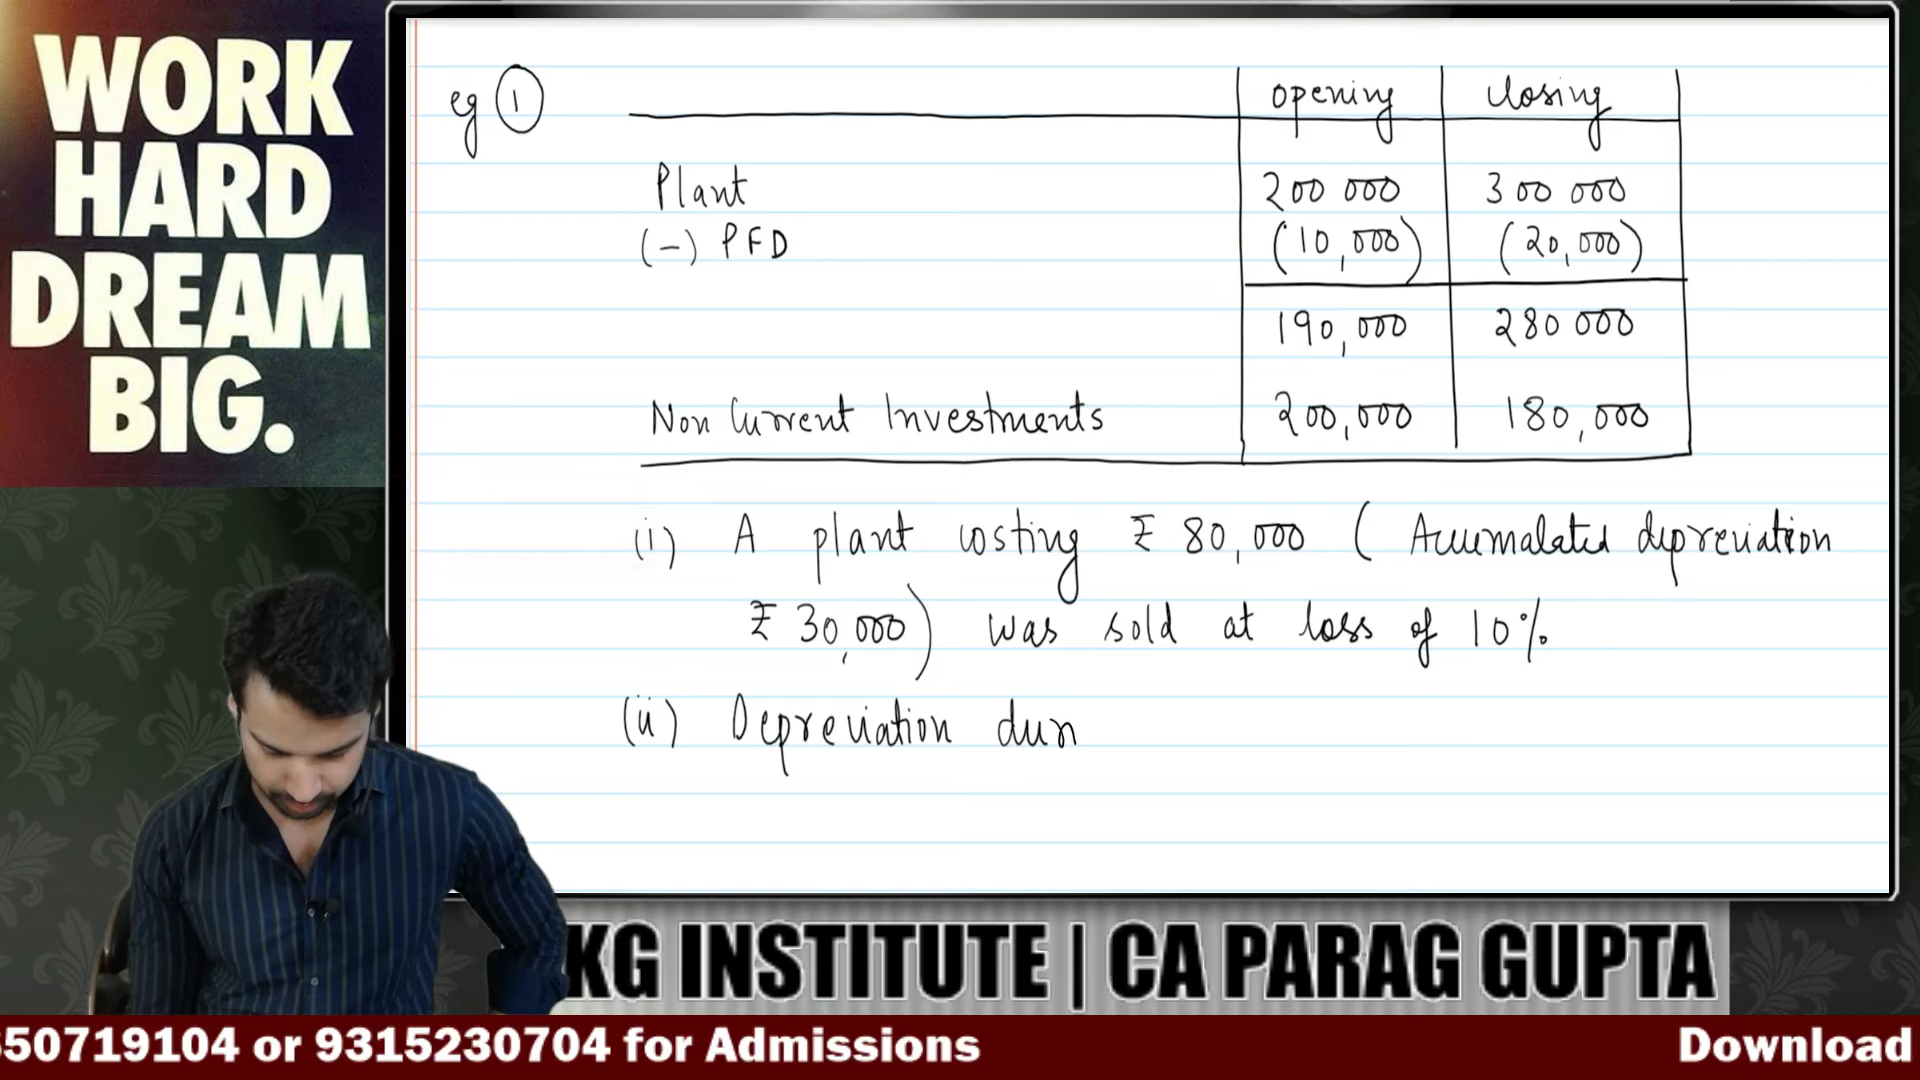 WORK
HARD
DREAM
BIG.
eg 1
opening closing
Plant 200 000 300 000
(-) PFD (10,000) (20,000)
190,000 280 000
Non Current Investments 200,000 180,000
(i) A plant costing ₹ 80,000 ( Accumalated depreciation
₹ 30,000) was sold at loss of 10%
(ii) Depreciation durı
KG INSTITUTE | CA PARAG GUPTA
350719104 or 9315230704 for Admissions Download